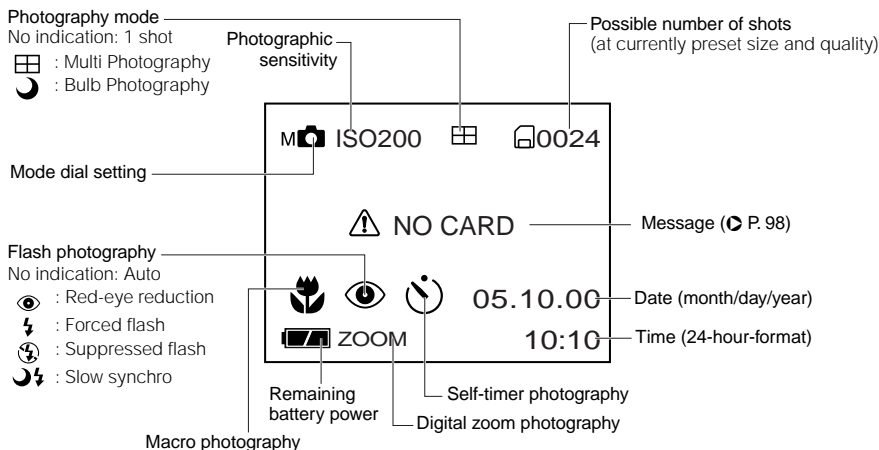 Photography mode
No indication: 1 shot
: Multi Photography
: Bulb Photography
Photographic
sensitivity
Possible number of shots
(at currently preset size and quality)
M ISO200 0024
Mode dial setting
NO CARD
Message ( P. 98)
Flash photography
No indication: Auto
: Red-eye reduction
: Forced flash
: Suppressed flash
: Slow synchro
05.10.00
Date (month/day/year)
ZOOM 10:10
Time (24-hour-format)
Remaining
battery power
Self-timer photography
Digital zoom photography
Macro photography